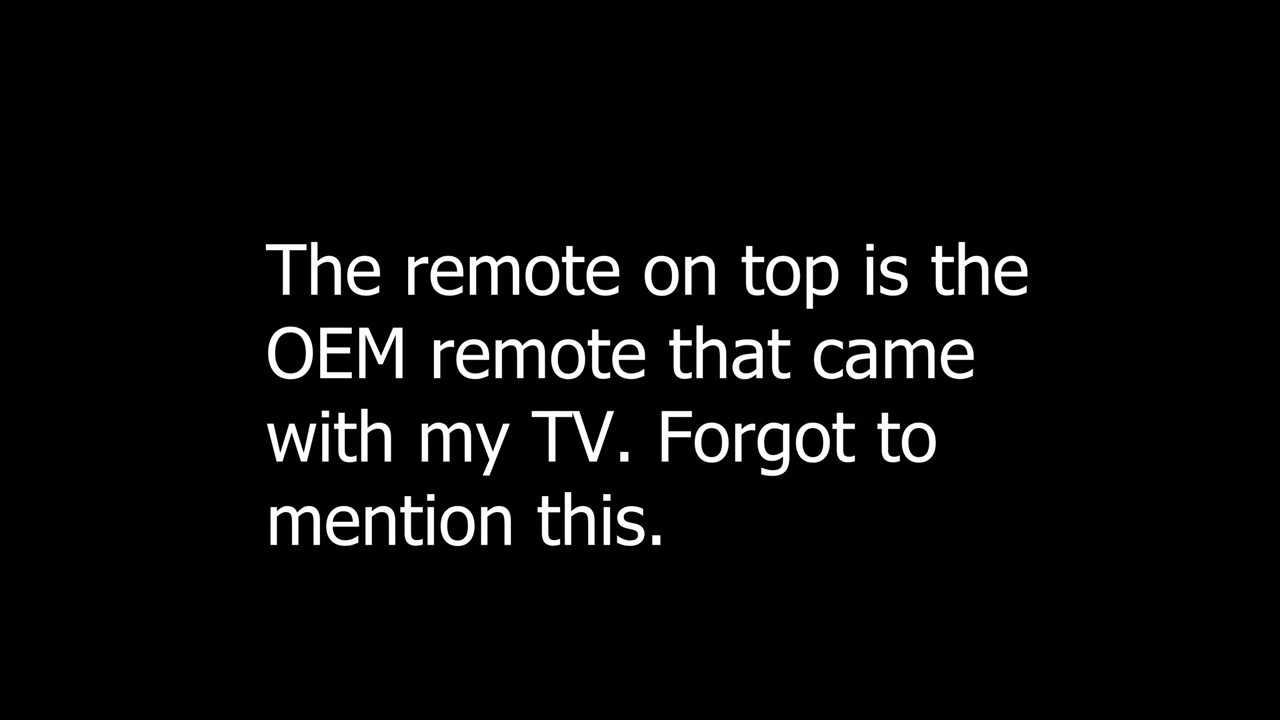 The remote on top is the
OEM remote that came
with my TV. Forgot to
mention this.